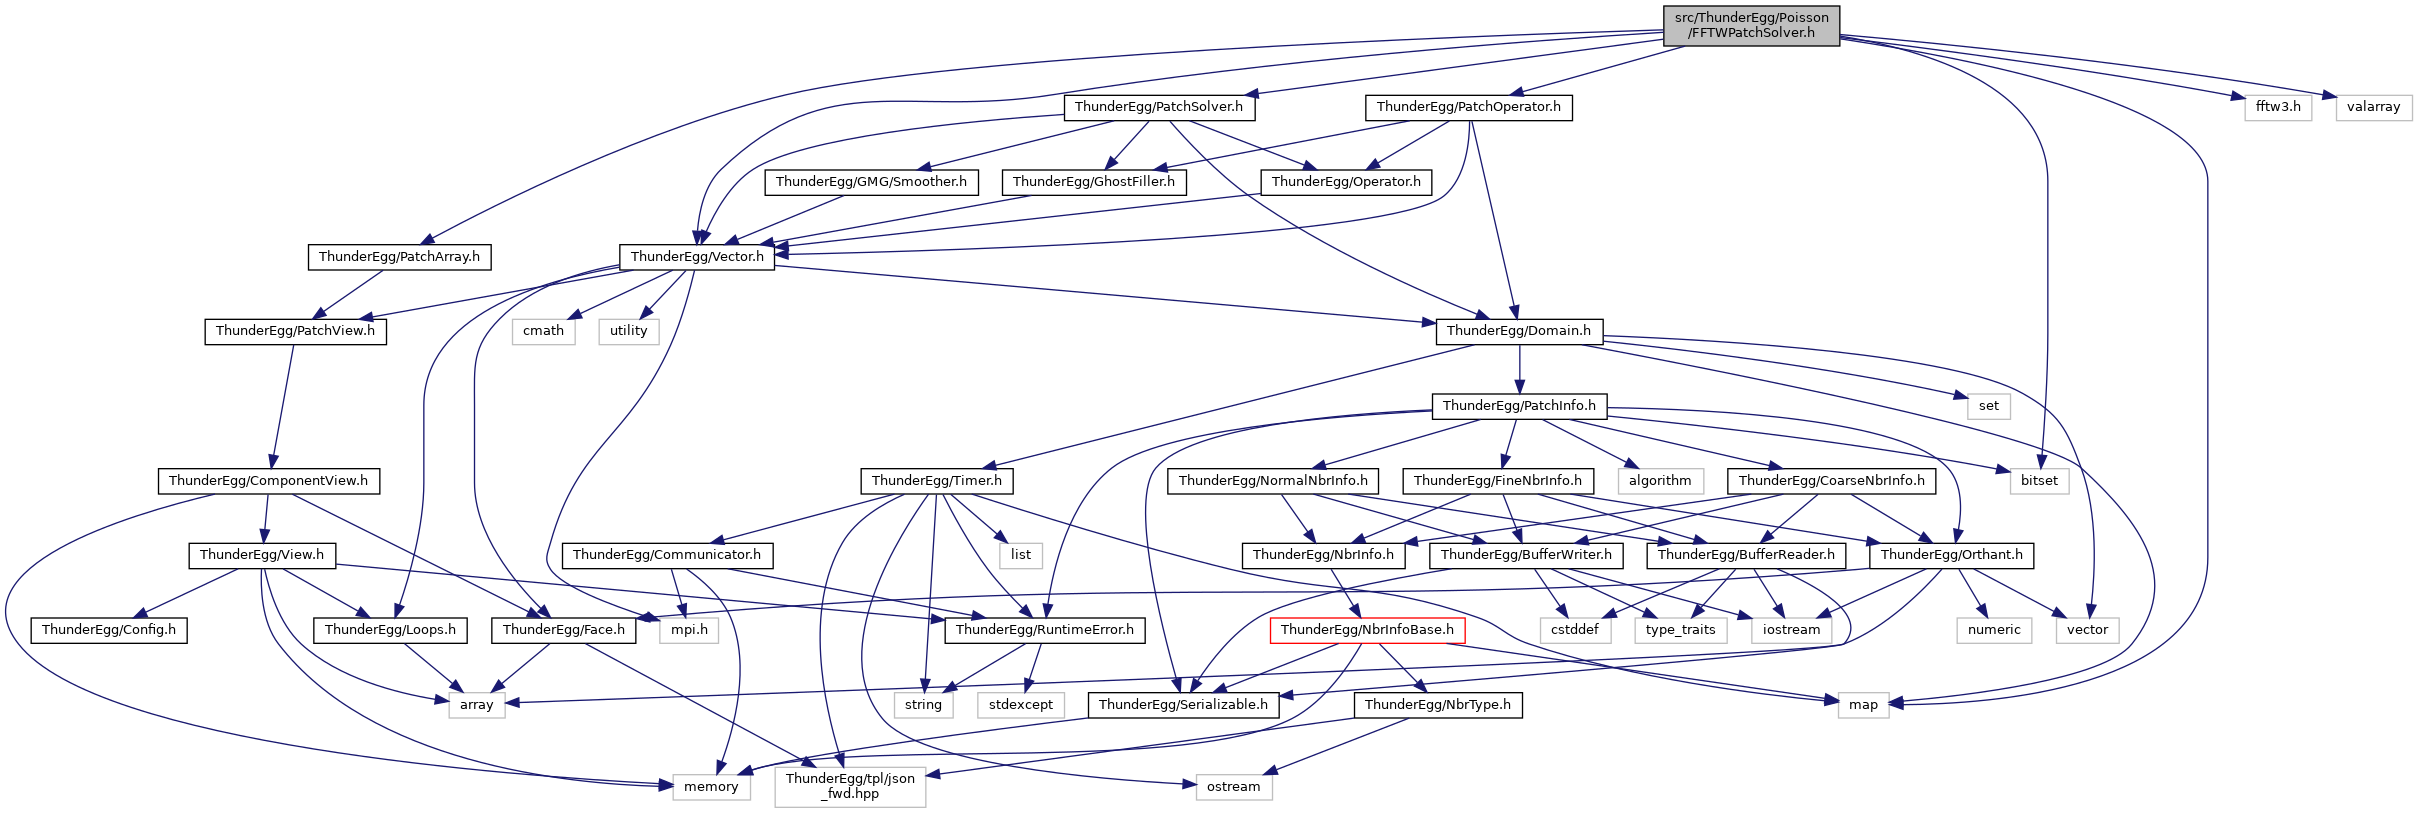 src/ThunderEgg/Poisson
/FFTWPatchSolver.h
ThunderEgg/PatchSolver.h
ThunderEgg/PatchOperator.h
fftw3.h
valarray
ThunderEgg/GMG/Smoother.h
ThunderEgg/GhostFiller.h
ThunderEgg/Operator.h
ThunderEgg/PatchArray.h
ThunderEgg/Vector.h
ThunderEgg/PatchView.h
cmath
utility
ThunderEgg/Domain.h
ThunderEgg/PatchInfo.h
set
ThunderEgg/ComponentView.h
ThunderEgg/Timer.h
ThunderEgg/NormalNbrInfo.h
ThunderEgg/FineNbrInfo.h
algorithm
ThunderEgg/CoarseNbrInfo.h
bitset
ThunderEgg/View.h
ThunderEgg/Communicator.h
list
ThunderEgg/NbrInfo.h
ThunderEgg/BufferWriter.h
ThunderEgg/BufferReader.h
ThunderEgg/Orthant.h
ThunderEgg/Config.h
ThunderEgg/Loops.h
ThunderEgg/Face.h
mpi.h
ThunderEgg/RuntimeError.h
ThunderEgg/NbrInfoBase.h
cstddef
type_traits
iostream
numeric
vector
array
string
stdexcept
ThunderEgg/Serializable.h
ThunderEgg/NbrType.h
map
memory
ThunderEgg/tpl/json
_fwd.hpp
ostream